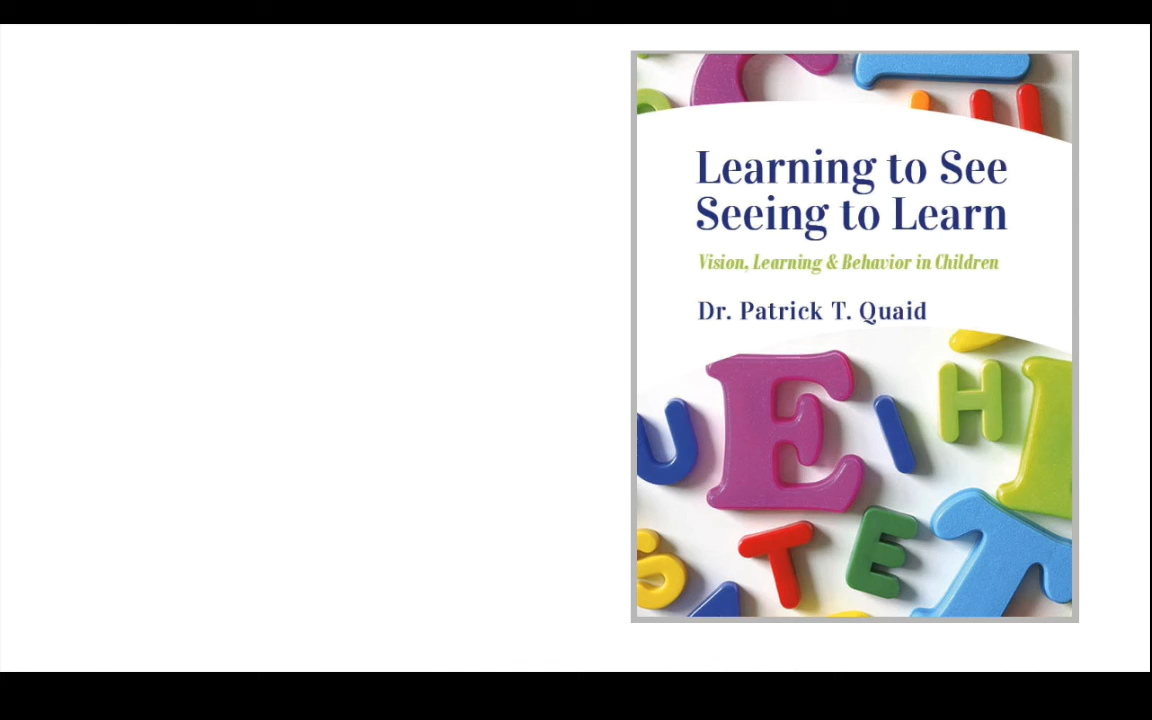 Learning to See
Seeing to Learn
Vision, Learning & Behavior in Children
Dr. Patrick T. Quaid
U
E
I
H
S
T
E
T